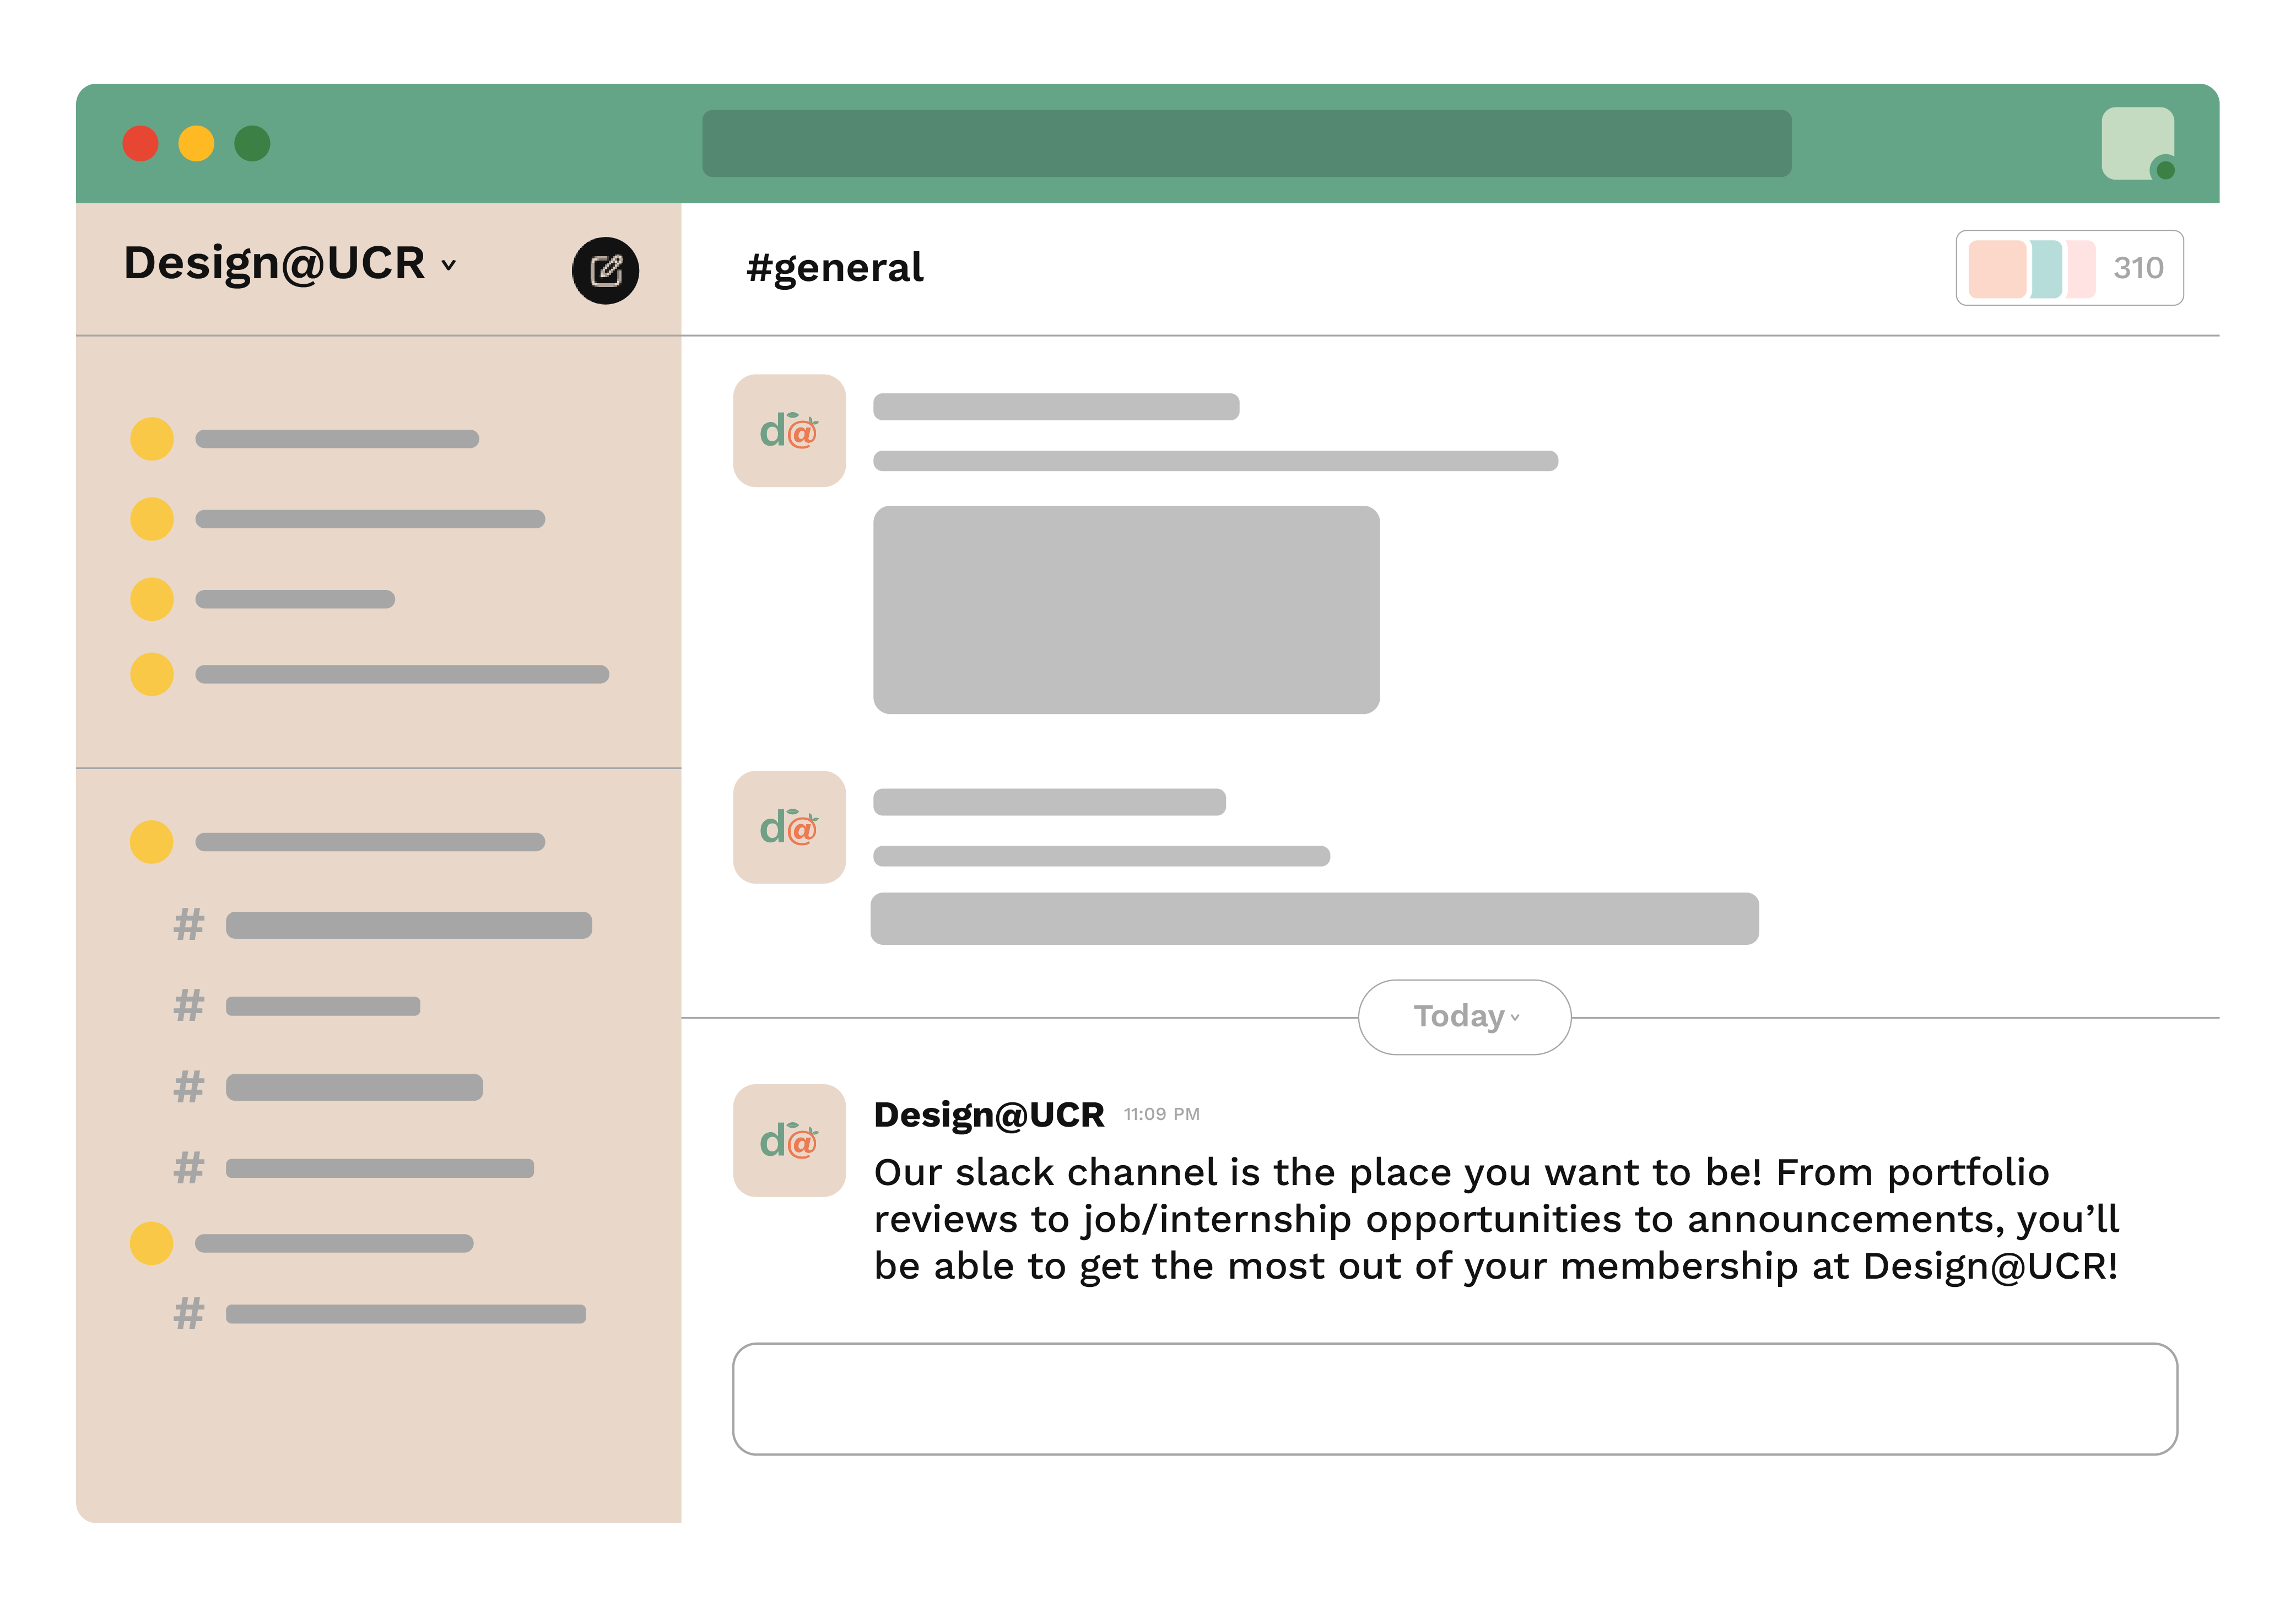 Design@UCR
#general
310
d@
d@
#
#
#
#
#
Today
d@
Design@UCR 11:09 PM
Our slack channel is the place you want to be! From portfolio
reviews to job/internship opportunities to announcements, you’ll
be able to get the most out of your membership at Design@UCR!